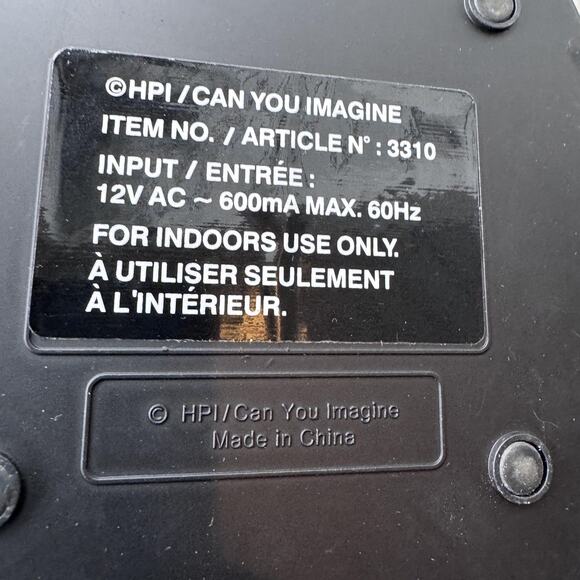 ©HPI / CAN YOU IMAGINE
ITEM NO. / ARTICLE N° : 3310
INPUT / ENTRÉE :
12V AC ~ 600mA MAX. 60Hz
FOR INDOORS USE ONLY.
À UTILISER SEULEMENT
À L'INTÉRIEUR.
© HPI/Can You Imagine
Made in China